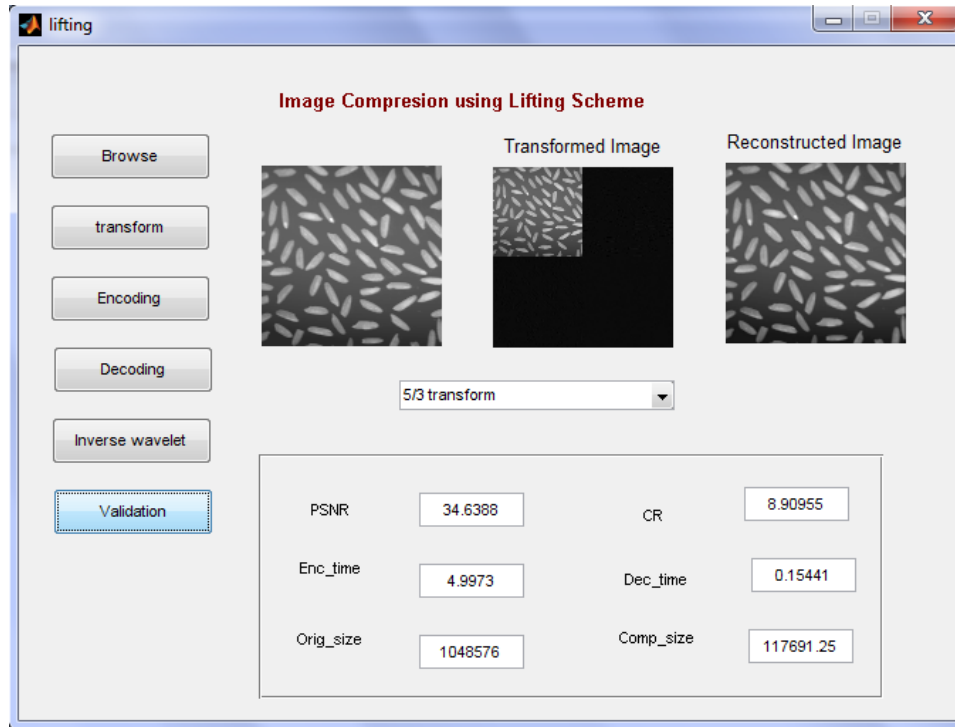 lifting
Image Compresion using Lifting Scheme
Browse
transform
Encoding
Decoding
Inverse wavelet
Validation
Transformed Image
Reconstructed Image
5/3 transform
PSNR 34.6388 CR 8.90955
Enc_time 4.9973 Dec_time 0.15441
Orig_size 1048576 Comp_size 117691.25